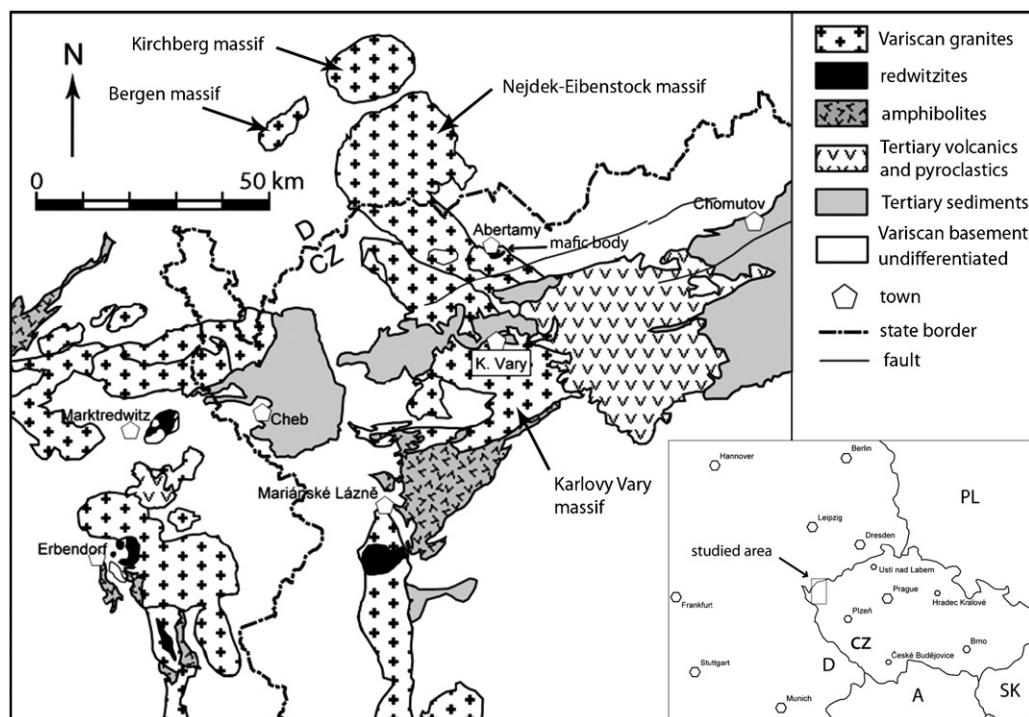 Kirchberg massif
N
Bergen massif
Nejdek-Eibenstock massif
0
50 km
D
CZ
Chomutov
Abertamy
mafic body
K. Vary
Marktredwitz
Cheb
Mariánské Lázně
Karlovy Vary
massif
Erbendorf
Variscan granites
redwitzites
amphibolites
Tertiary volcanics
and pyroclastics
Tertiary sediments
Variscan basement
undifferentiated
town
state border
fault
Hannover
Berlin
PL
Leipzig
Dresden
studied area
Ustí nad Labem
Prague
Hradec Kralové
Frankfurt
Plzeň
CZ
Brno
České Budějovice
Stuttgart
D
SK
A
Munich